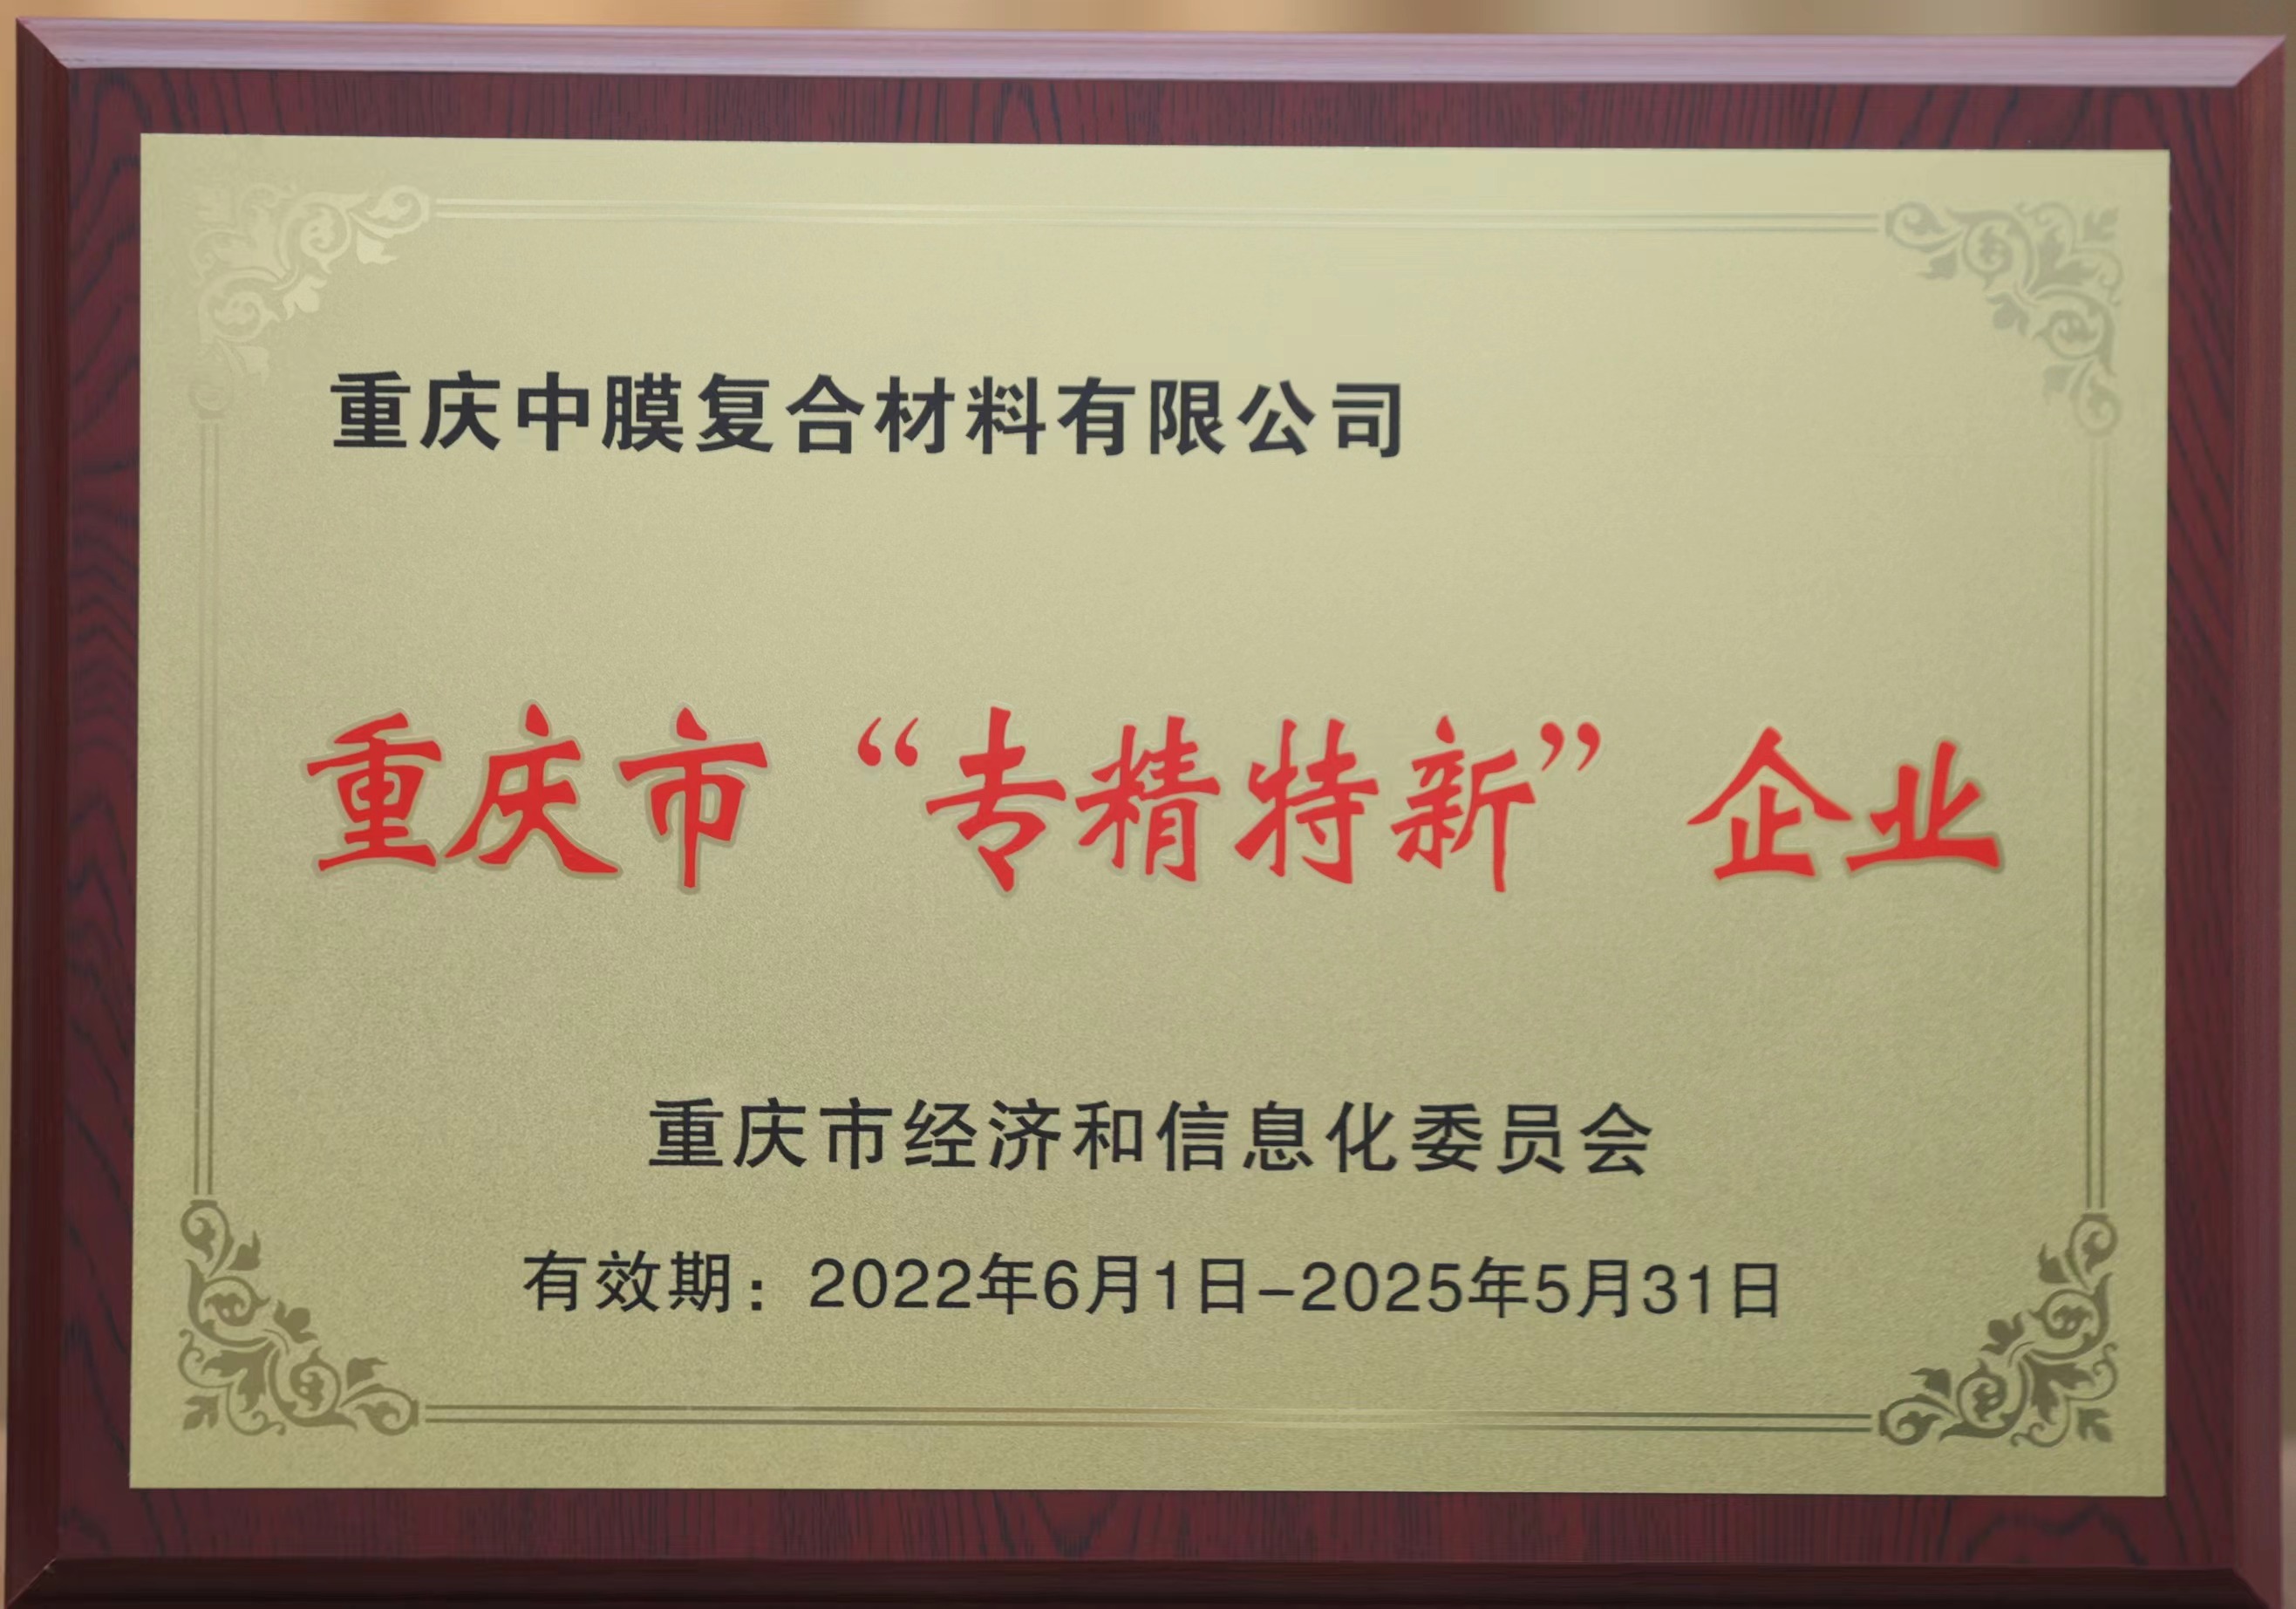 重庆中膜复合材料有限公司
重庆市“专精特新”企业
重庆市经济和信息化委员会
有效期：2022年6月1日-2025年5月31日